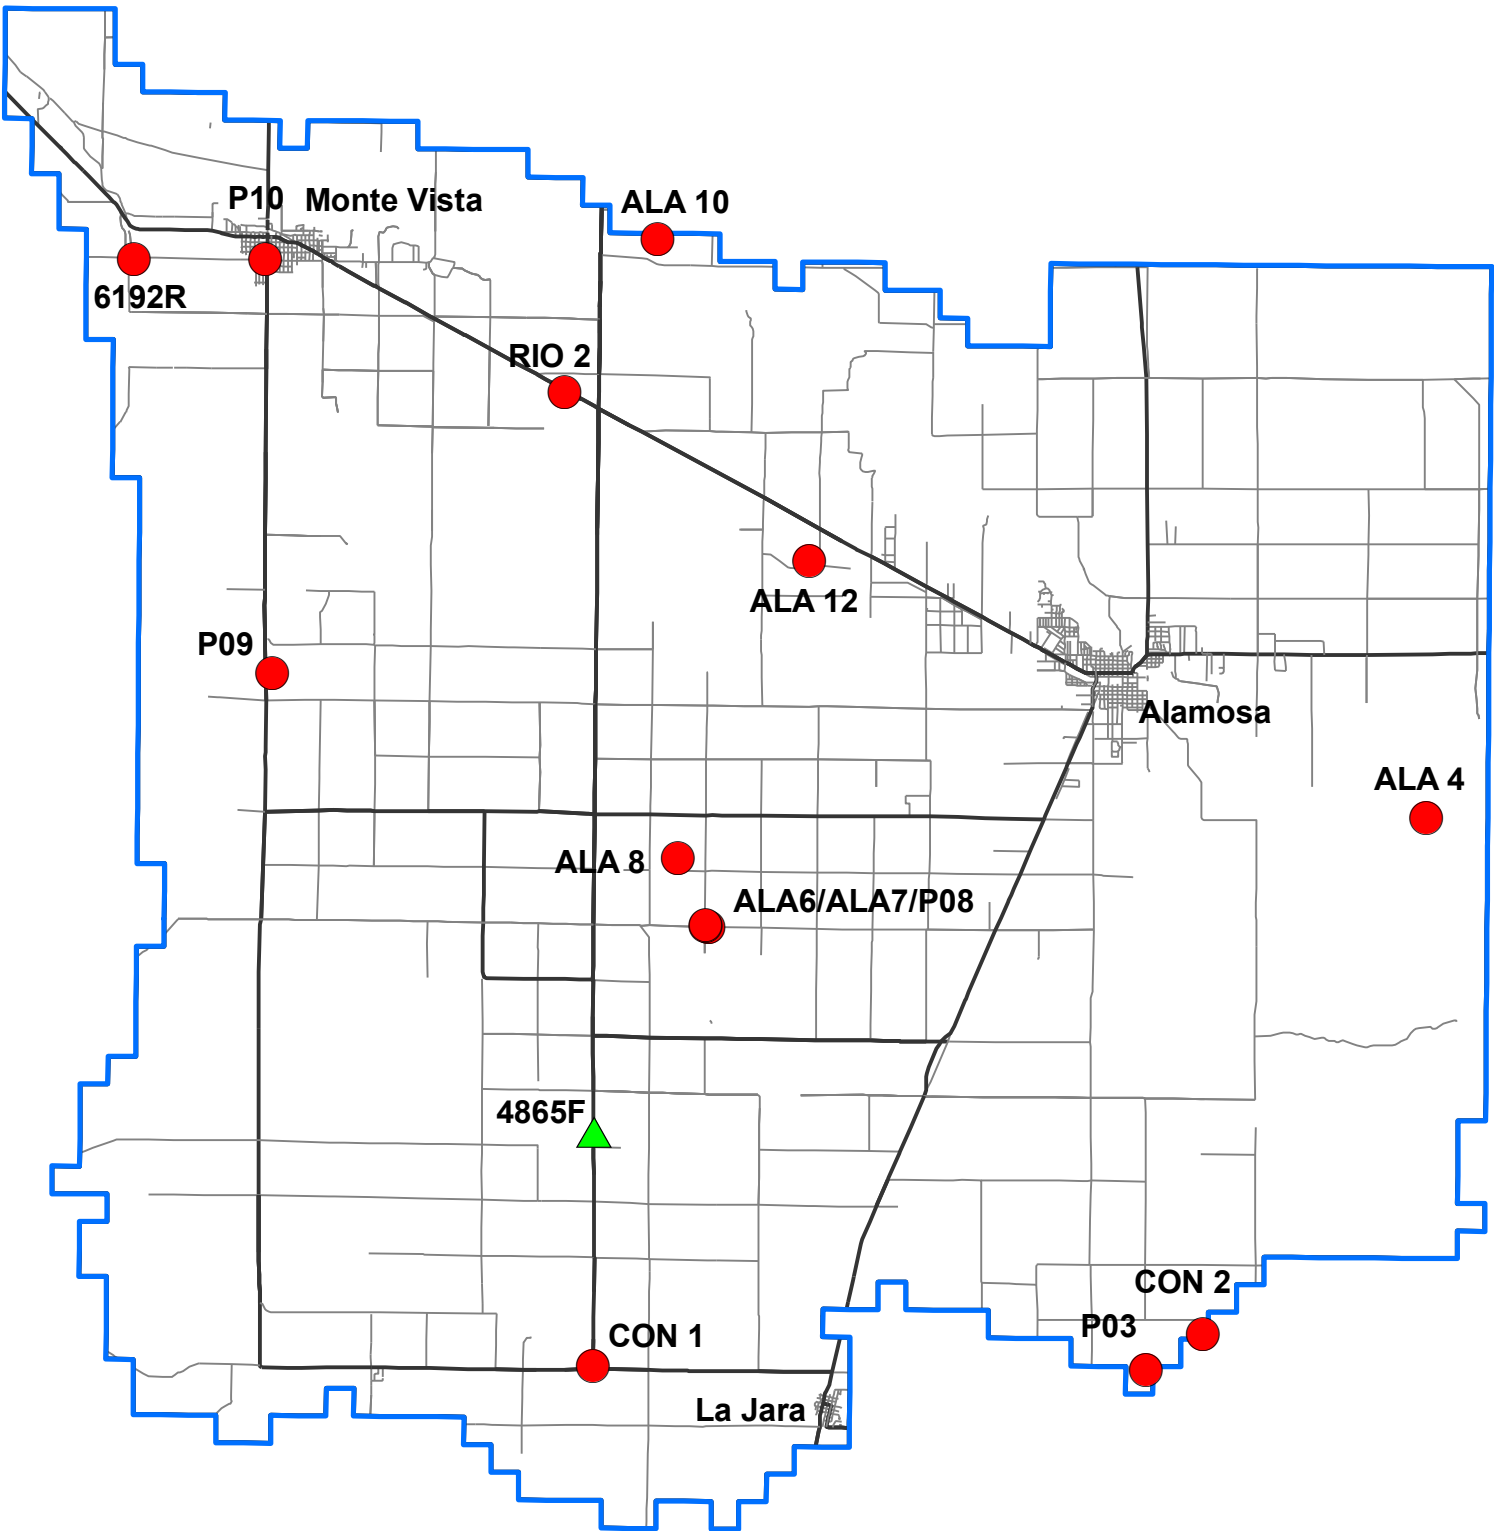 P10
Monte Vista
ALA 10
6192R
RIO 2
ALA 12
P09
Alamosa
ALA 4
ALA 8
ALA6/ALA7/P08
4865F
CON 2
P03
CON 1
La Jara